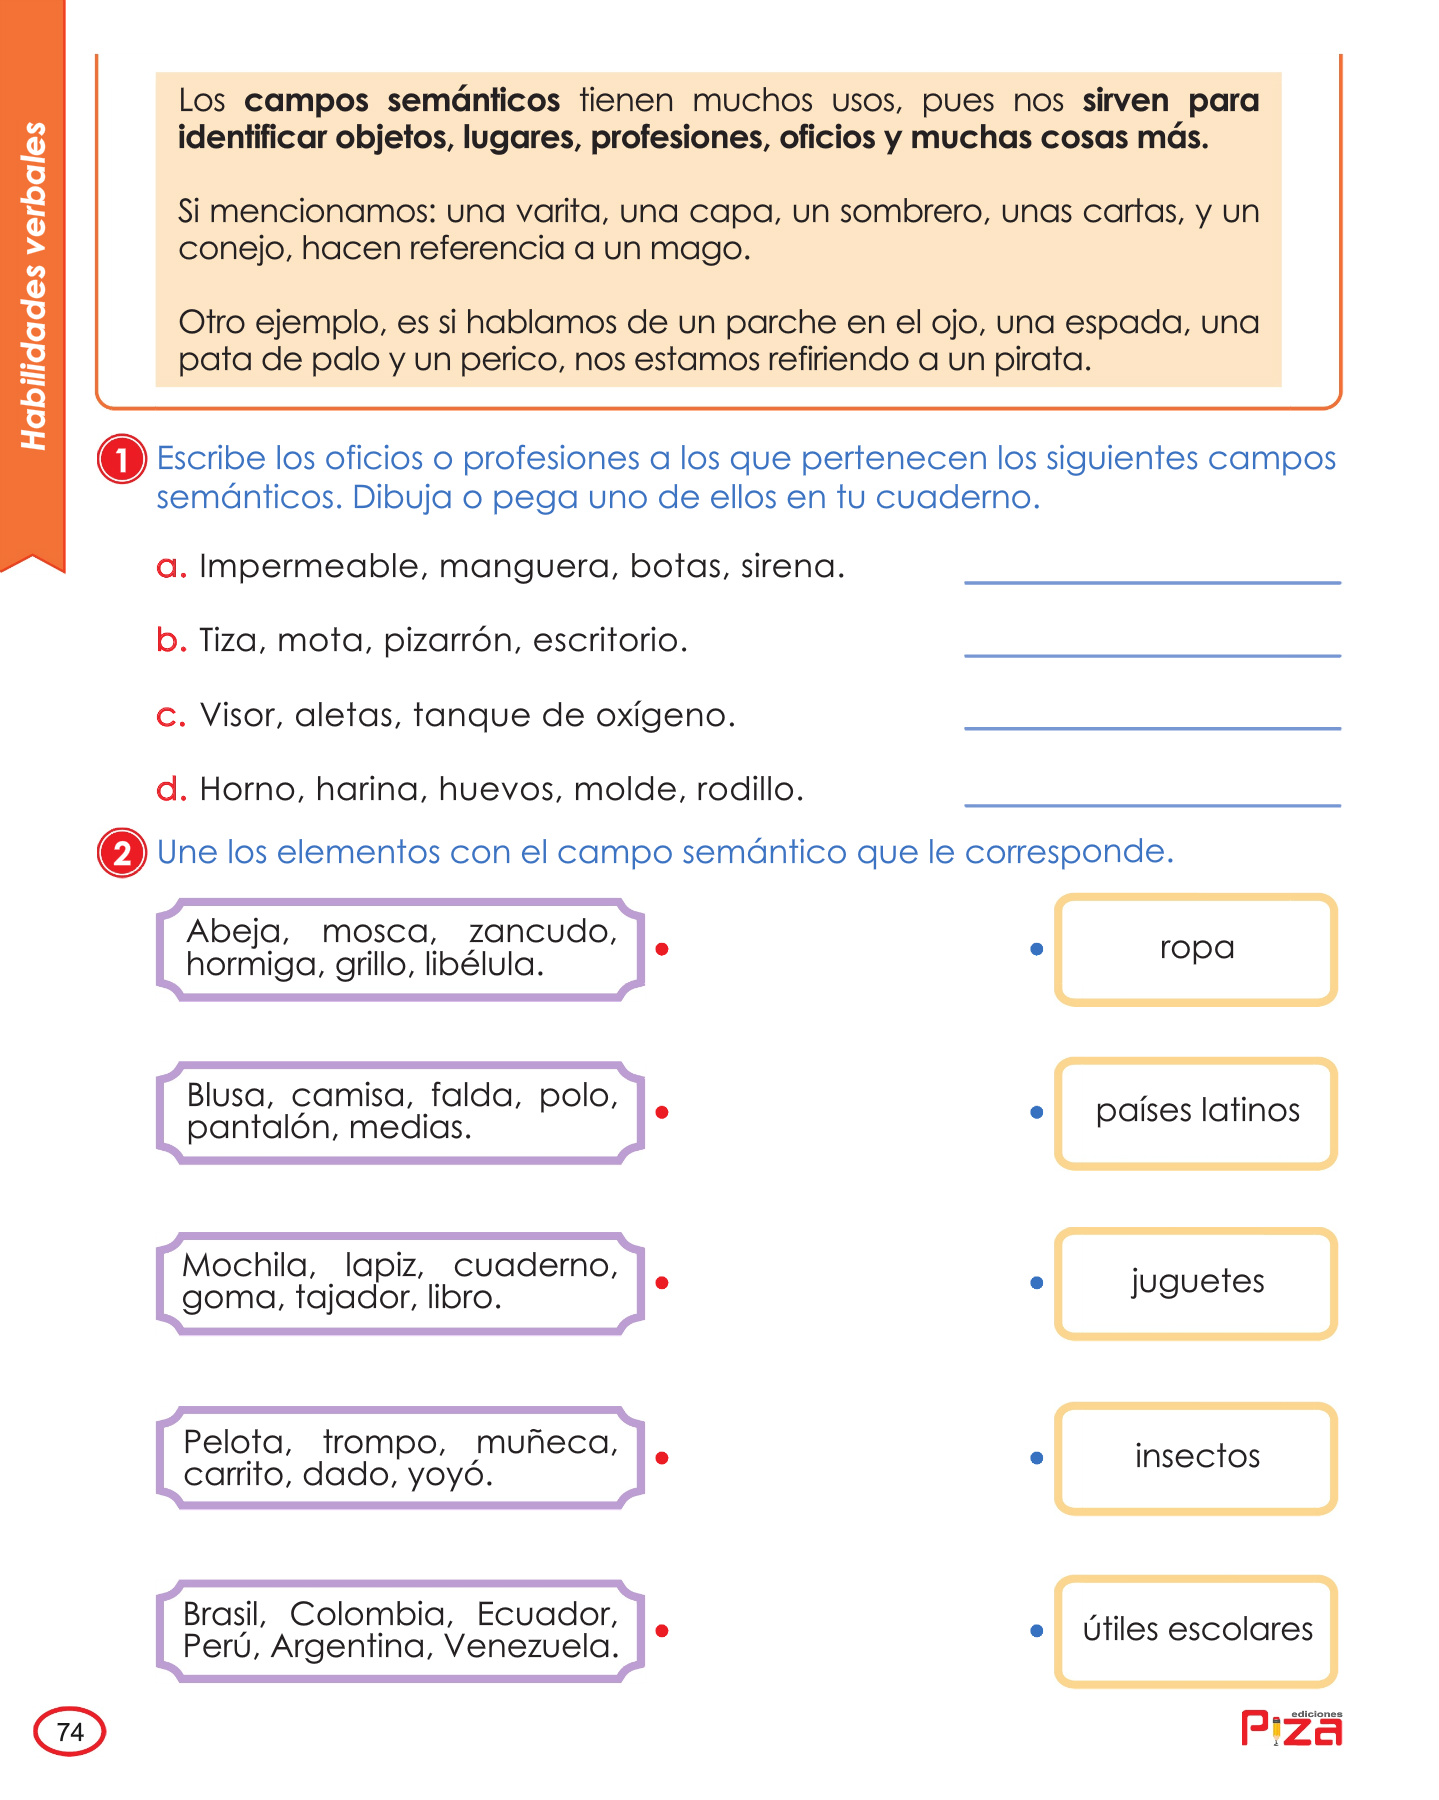 Habilidades verbales
Los campos semánticos tienen muchos usos, pues nos sirven para
identificar objetos, lugares, profesiones, oficios y muchas cosas más.
Si mencionamos: una varita, una capa, un sombrero, unas cartas, y un
conejo, hacen referencia a un mago.
Otro ejemplo, es si hablamos de un parche en el ojo, una espada, una
pata de palo y un perico, nos estamos refiriendo a un pirata.
1 Escribe los oficios o profesiones a los que pertenecen los siguientes campos
semánticos. Dibuja o pega uno de ellos en tu cuaderno.
a. Impermeable, manguera, botas, sirena.
b. Tiza, mota, pizarrón, escritorio.
c. Visor, aletas, tanque de oxígeno.
d. Horno, harina, huevos, molde, rodillo.
2 Une los elementos con el campo semántico que le corresponde.
Abeja, mosca, zancudo,
hormiga, grillo, libélula.
ropa
Blusa, camisa, falda, polo,
pantalón, medias.
países latinos
Mochila, lapiz, cuaderno,
goma, tajador, libro.
juguetes
Pelota, trompo, muñeca,
carrito, dado, yoyó.
insectos
Brasil, Colombia, Ecuador,
Perú, Argentina, Venezuela.
útiles escolares
74
ediciones
Piza